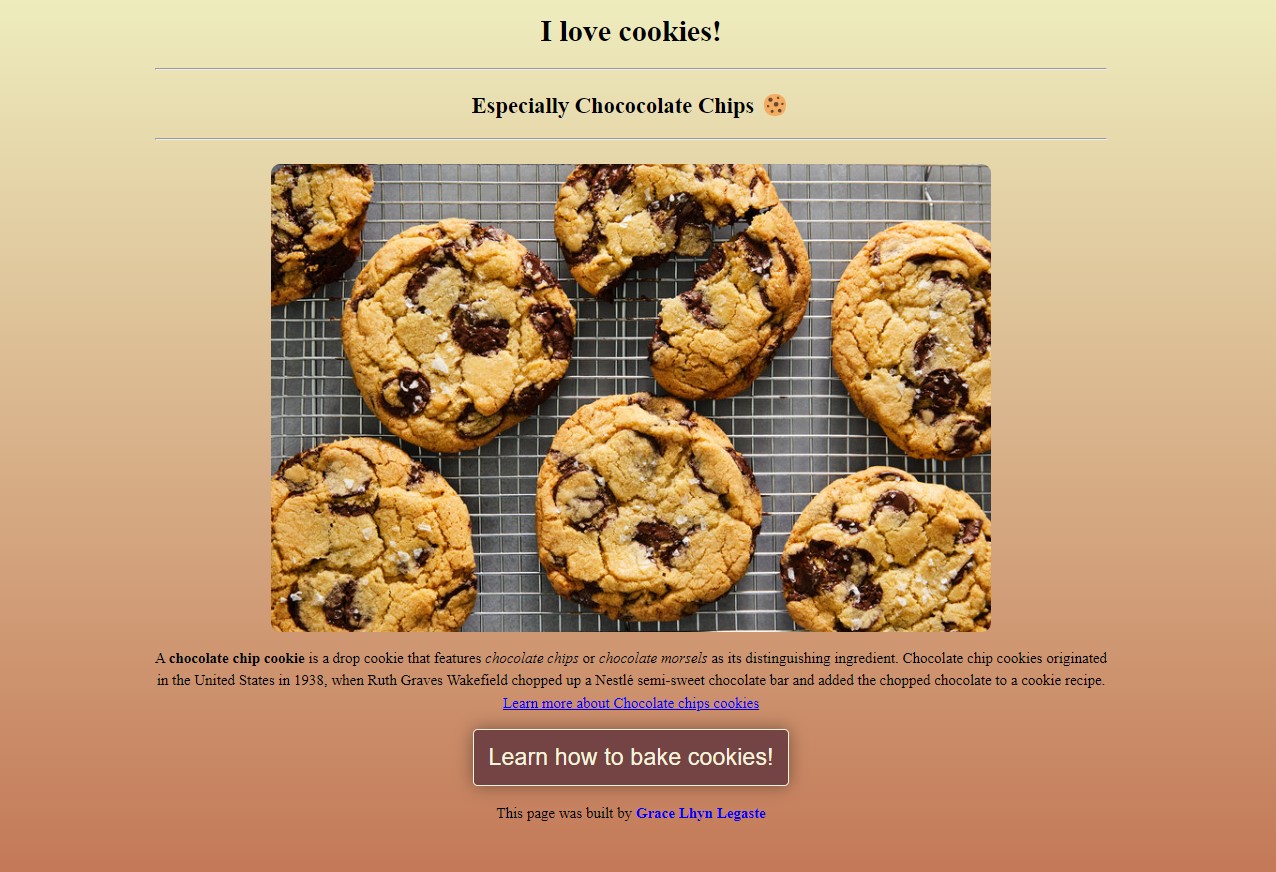 I love cookies!
Especially Chococolate Chips 🍪
A chocolate chip cookie is a drop cookie that features chocolate chips or chocolate morsels as its distinguishing ingredient. Chocolate chip cookies originated
in the United States in 1938, when Ruth Graves Wakefield chopped up a Nestlé semi-sweet chocolate bar and added the chopped chocolate to a cookie recipe.
Learn more about Chocolate chips cookies
Learn how to bake cookies!
This page was built by Grace Lhyn Legaste